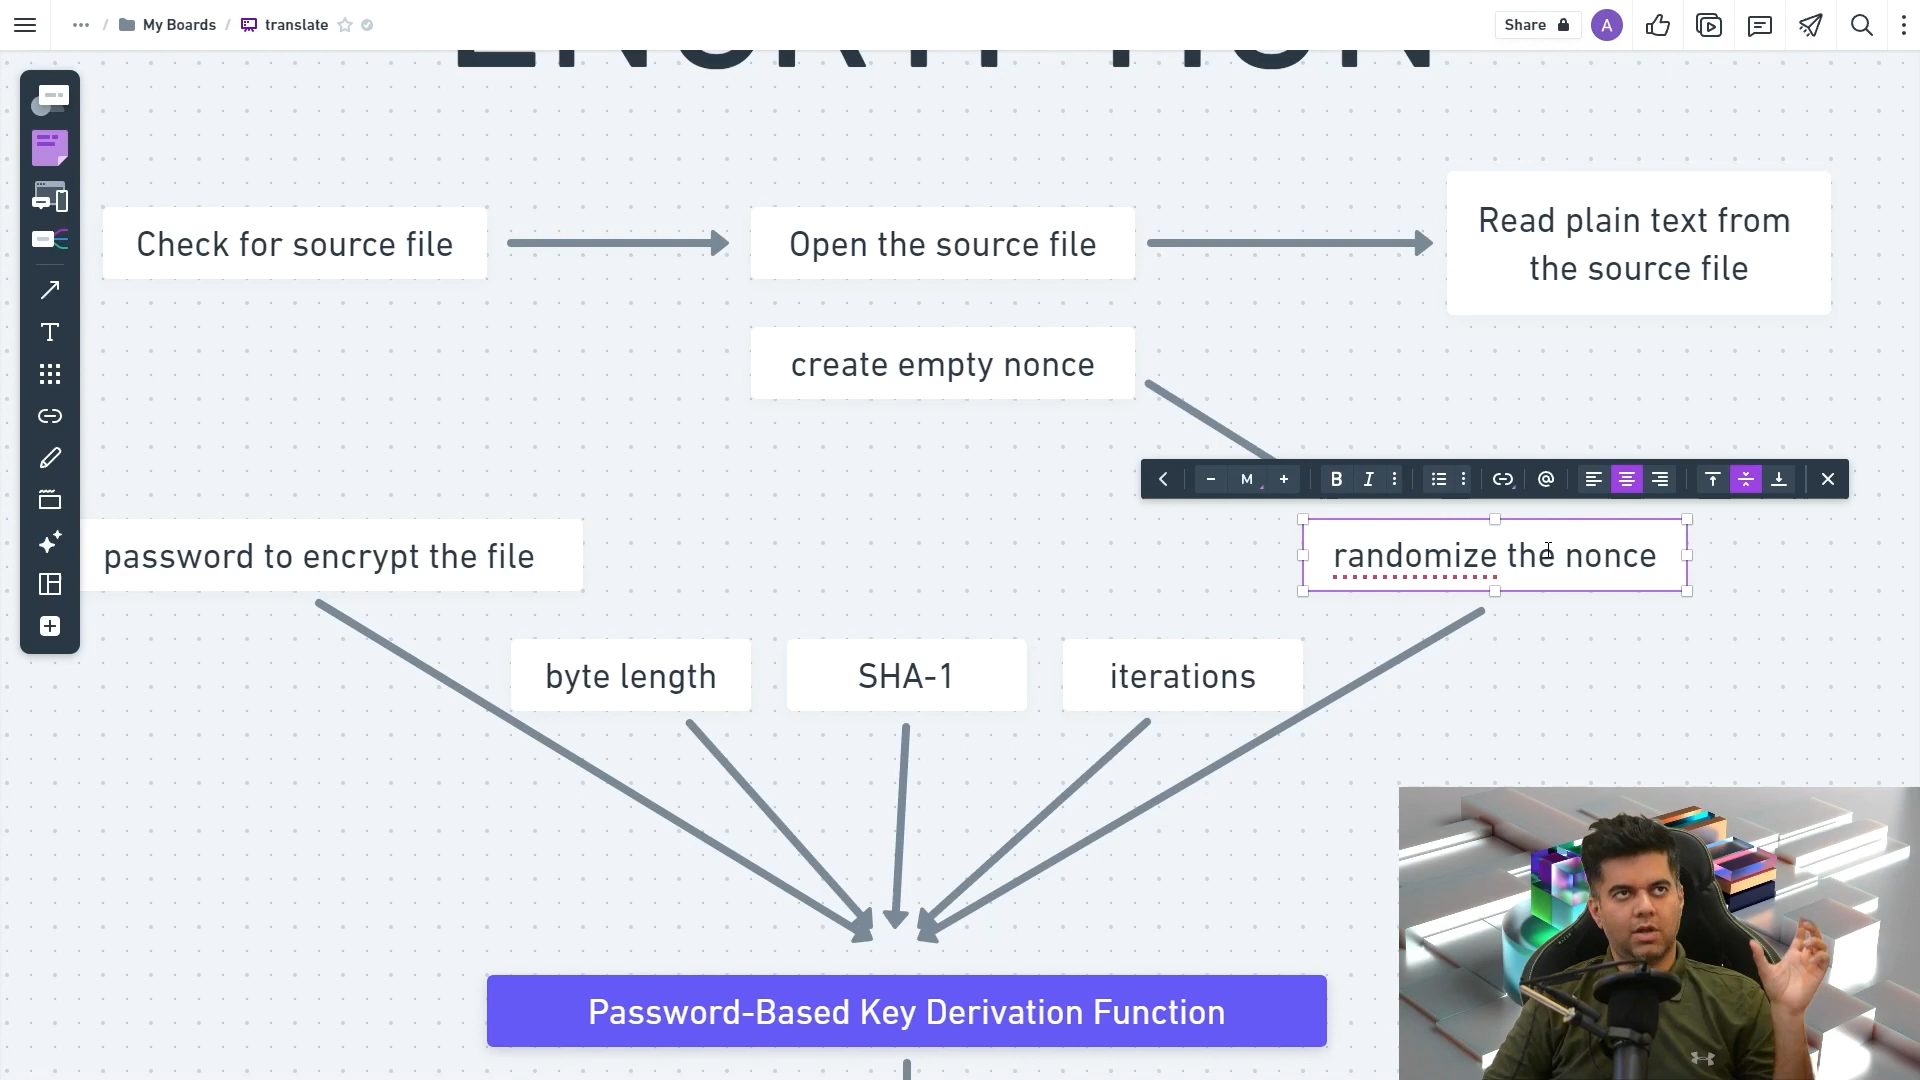 ... / My Boards / translate
Share
A
ENCRYPTION
Check for source file
Open the source file
Read plain text from
the source file
create empty nonce
M
B
I
@
password to encrypt the file
randomize the nonce
byte length
SHA-1
iterations
Password-Based Key Derivation Function